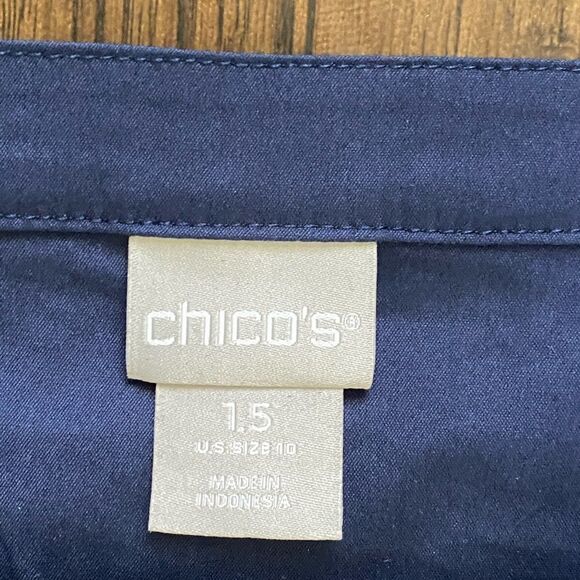 chico's®
1.5
U.S. SIZE 10
MADE IN
INDONESIA